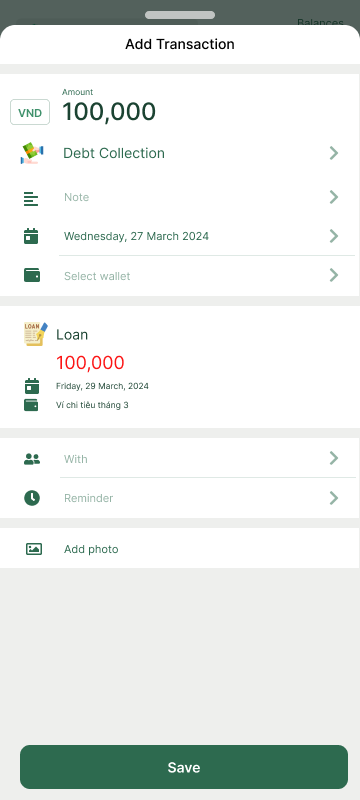 Balances
Add Transaction
Amount
VND
100,000
Debt Collection
Note
Wednesday, 27 March 2024
Select wallet
LOAN
Loan
100,000
Friday, 29 March, 2024
Ví chi tiêu tháng 3
With
Reminder
Add photo
Save